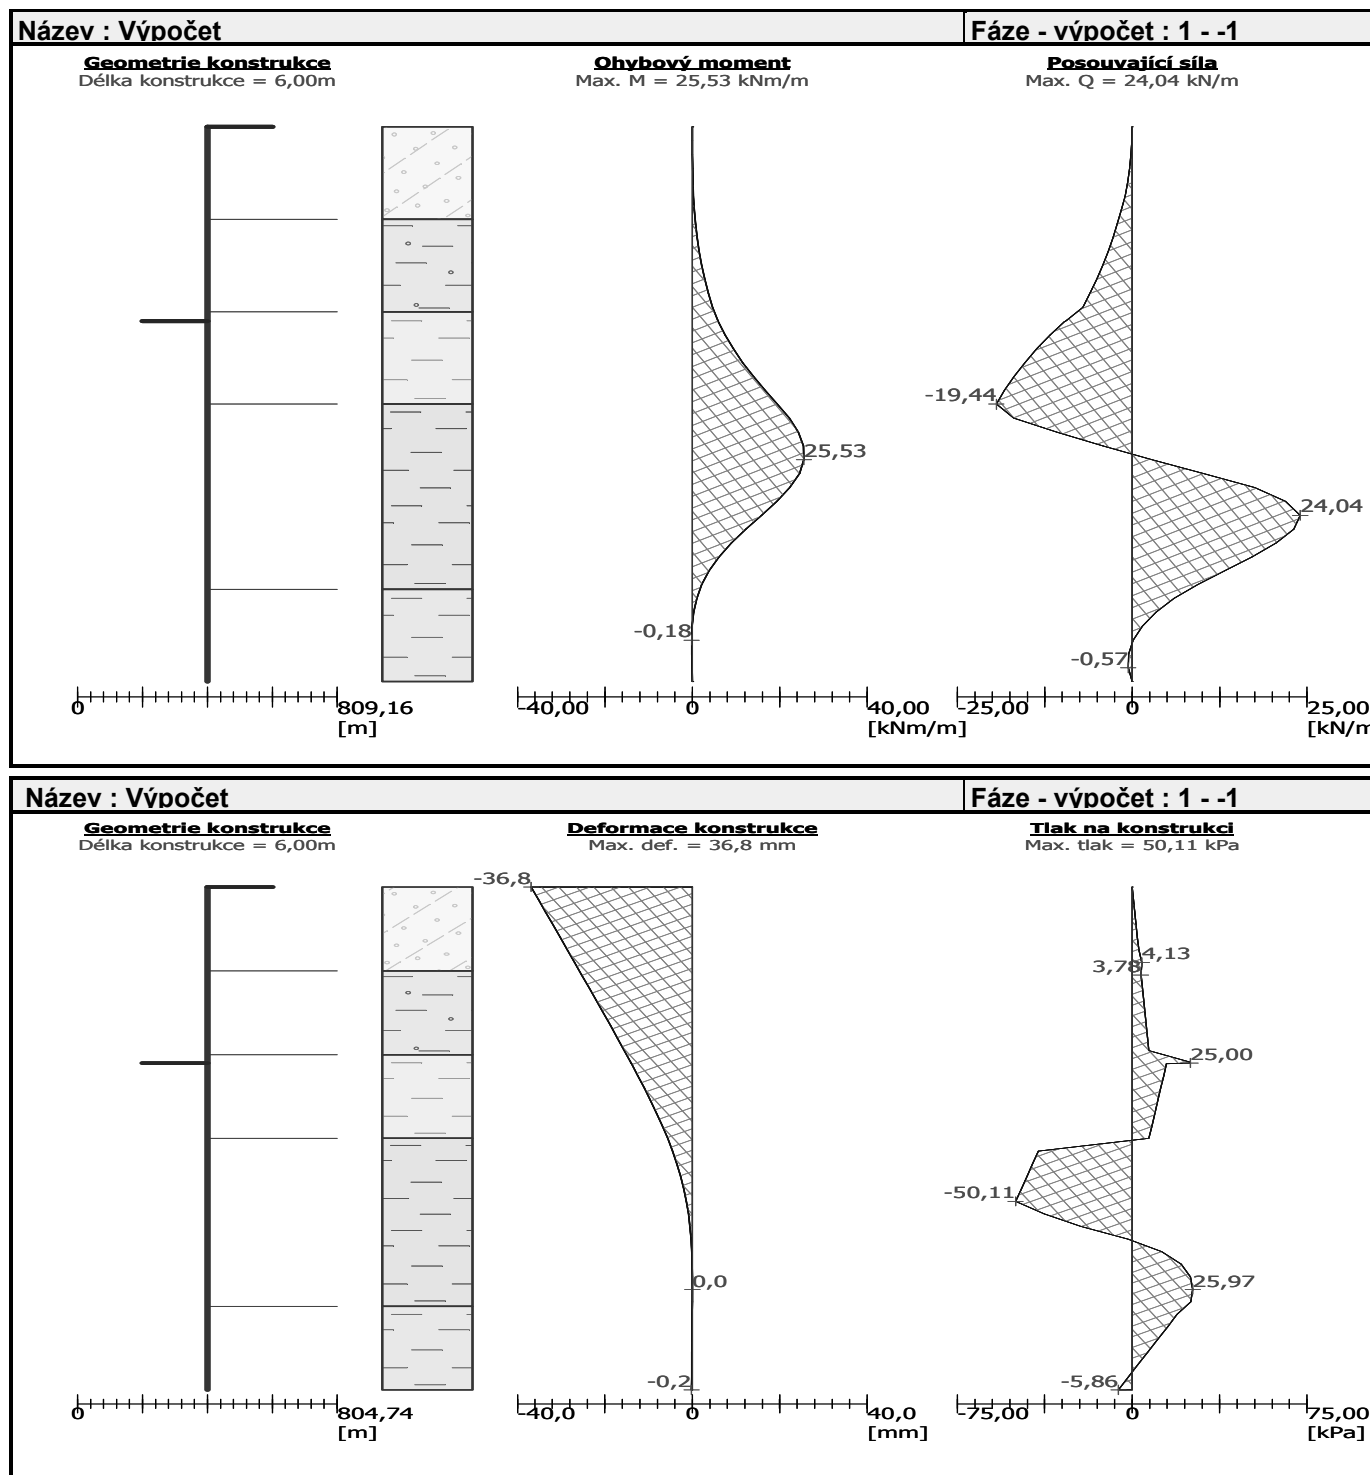 Název : Výpočet
Fáze - výpočet : 1 - -1
Geometrie konstrukce
Délka konstrukce = 6,00m
Ohybový moment
Max. M = 25,53 kNm/m
Posouvající síla
Max. Q = 24,04 kN/m
-19,44
25,53
24,04
-0,18
-0,57
0
809,16
[m]
-40,00
0
40,00
[kNm/m]
-25,00
0
25,00
[kN/m
Název : Výpočet
Fáze - výpočet : 1 - -1
Geometrie konstrukce
Délka konstrukce = 6,00m
Deformace konstrukce
Max. def. = 36,8 mm
Tlak na konstrukci
Max. tlak = 50,11 kPa
-36,8
4,13
3,78
25,00
-50,11
0,0
25,97
-0,2
-5,86
0
804,74
[m]
-40,0
0
40,0
[mm]
-75,00
0
75,00
[kPa]